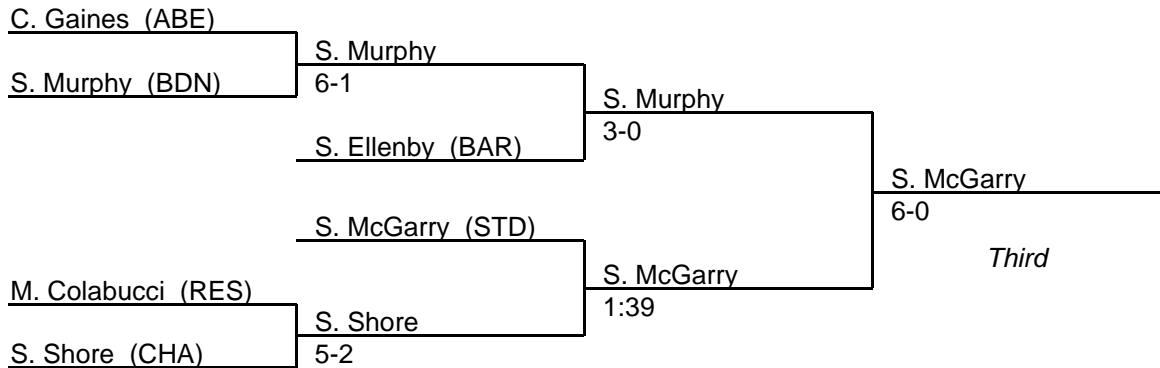 C. Gaines (ABE)
S. Murphy (BDN)
S. Murphy
6-1
S. Ellenby (BAR)
S. Murphy
3-0
S. McGarry (STD)
M. Colabucci (RES)
S. Shore (CHA)
S. Shore
5-2
S. McGarry
1:39
S. McGarry
6-0
Third